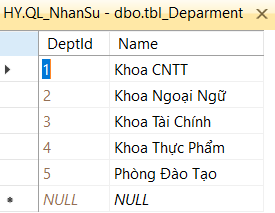 HY.QL_NhanSu - dbo.tbl_Deparment
DeptId Name
1 Khoa CNTT
2 Khoa Ngoại Ngữ
3 Khoa Tài Chính
4 Khoa Thực Phẩm
5 Phòng Đào Tạo
NULL NULL